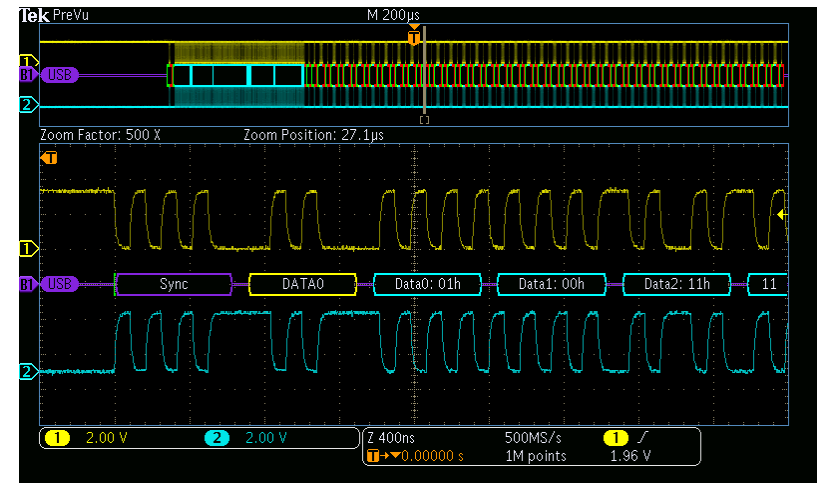 Tek PreVu M 200µs
T
1
B1 USB
2
Zoom Factor: 500 X Zoom Position: 27.1µs
T
1
B1 USB Sync DATA0 Data0: 01h Data1: 00h Data2: 11h 11
2
1 2.00 V 2 2.00 V Z 400ns 500MS/s 1
T→▼0.00000 s 1M points 1.96 V